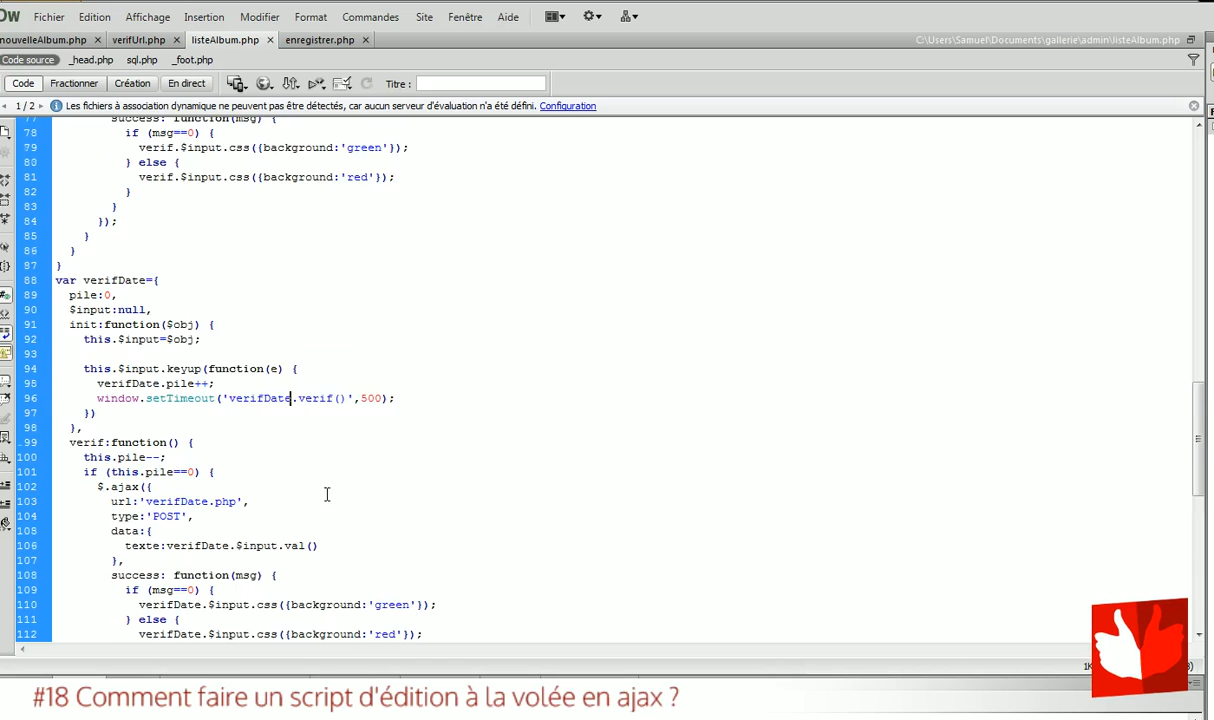 DW Fichier Edition Affichage Insertion Modifier Format Commandes Site Fenêtre Aide
nouvelleAlbum.php × verifUrl.php × listeAlbum.php × enregistrer.php × C:\Users\Samuel\Documents\gallerie\admin\listeAlbum.php
Code source _head.php sql.php _foot.php
Code Fractionner Création En direct Titre :
1 / 2 Les fichiers à association dynamique ne peuvent pas être détectés, car aucun serveur d'évaluation n'a été défini. Configuration
77 success: function(msg) {
78 if (msg==0) {
79 verif.$input.css({background:'green'});
80 } else {
81 verif.$input.css({background:'red'});
82 }
83 }
84 });
85 }
86 }
87 }
88 var verifDate={
89 pile:0,
90 $input:null,
91 init:function($obj) {
92 this.$input=$obj;
93
94 this.$input.keyup(function(e) {
95 verifDate.pile++;
96 window.setTimeout('verifDate.verif()',500);
97 })
98 },
99 verif:function() {
100 this.pile--;
101 if (this.pile==0) {
102 $.ajax({
103 url:'verifDate.php',
104 type:'POST',
105 data:{
106 texte:verifDate.$input.val()
107 },
108 success: function(msg) {
109 if (msg==0) {
110 verifDate.$input.css({background:'green'});
111 } else {
112 verifDate.$input.css({background:'red'});
#18 Comment faire un script d'édition à la volée en ajax ?